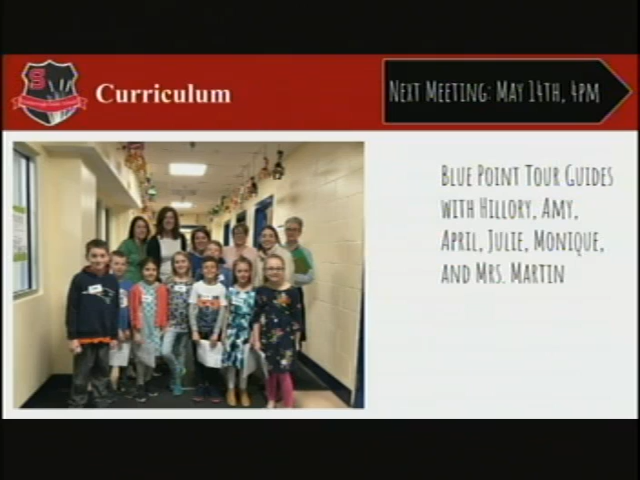 S
Curriculum
Next Meeting: May 14th, 4pm
Blue Point Tour Guides
with Hillory, Amy,
April, Julie, Monique,
and Mrs. Martin